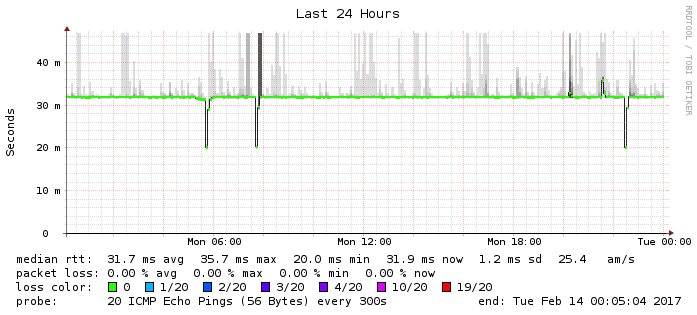 Last 24 Hours
RRDTOOL / TOBI OETIKER
Seconds
40 m
30 m
20 m
10 m
0
Mon 06:00 Mon 12:00 Mon 18:00 Tue 00:00
median rtt: 31.7 ms avg 35.7 ms max 20.0 ms min 31.9 ms now 1.2 ms sd 25.4 am/s
packet loss: 0.00 % avg 0.00 % max 0.00 % min 0.00 % now
loss color: 0 1/20 2/20 3/20 4/20 10/20 19/20
probe: 20 ICMP Echo Pings (56 Bytes) every 300s end: Tue Feb 14 00:05:04 2017